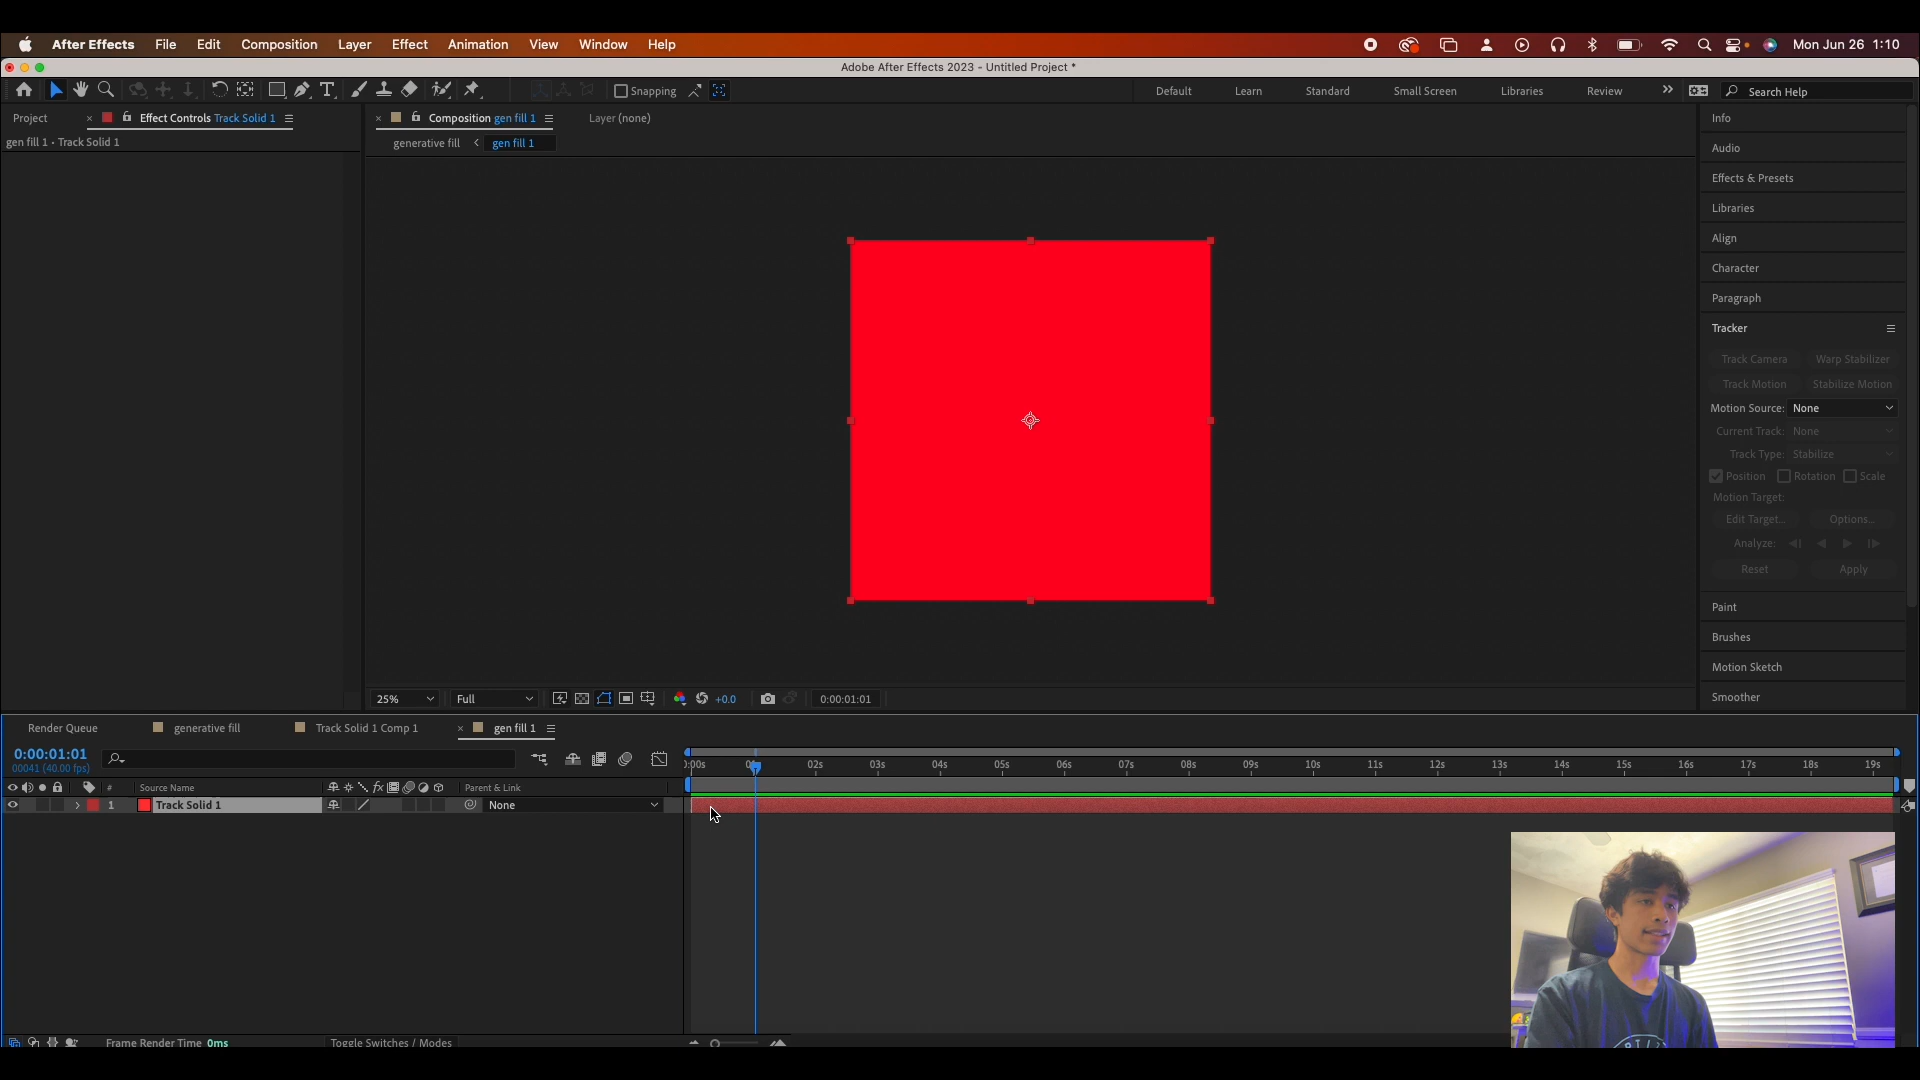 After Effects File Edit Composition Layer Effect Animation View Window Help Mon Jun 26 1:10
Adobe After Effects 2023 - Untitled Project *
Snapping Default Learn Standard Small Screen Libraries Review Search Help
Project × Effect Controls Track Solid 1
× Composition gen fill 1 Layer (none)
gen fill 1 • Track Solid 1
generative fill < gen fill 1
Info
Audio
Effects & Presets
Libraries
Align
Character
Paragraph
Tracker
Track Camera Warp Stabilizer
Track Motion Stabilize Motion
Motion Source: None
Current Track: None
Track Type: Stabilize
Position Rotation Scale
Motion Target:
Edit Target... Options...
Analyze:
Reset Apply
Paint
Brushes
Motion Sketch
Smoother
25% Full +0.0 0:00:01:01
Render Queue generative fill Track Solid 1 Comp 1 × gen fill 1
0:00:01:01
00041 (40.00 fps)
02s 03s 04s 05s 06s 07s 08s 09s 10s 11s 12s 13s 14s 15s 16s 17s 18s 19s
# Source Name fx Parent & Link
1 Track Solid 1 None
Frame Render Time 0ms Toggle Switches / Modes